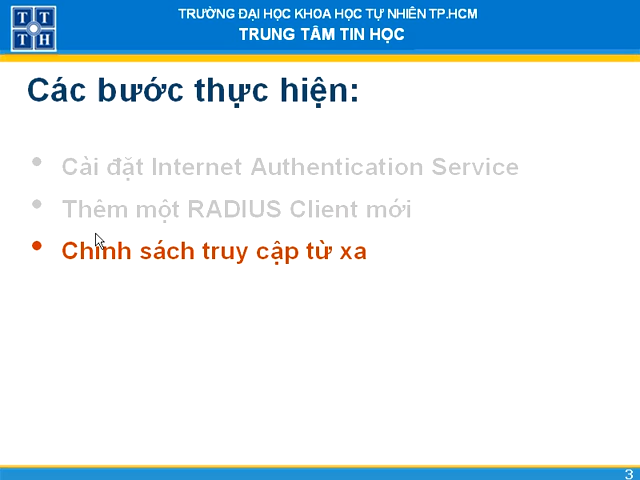 TRƯỜNG ĐẠI HỌC KHOA HỌC TỰ NHIÊN TP.HCM
TRUNG TÂM TIN HỌC
T T
T H
Các bước thực hiện:
• Cài đặt Internet Authentication Service
• Thêm một RADIUS Client mới
• Chính sách truy cập từ xa
3